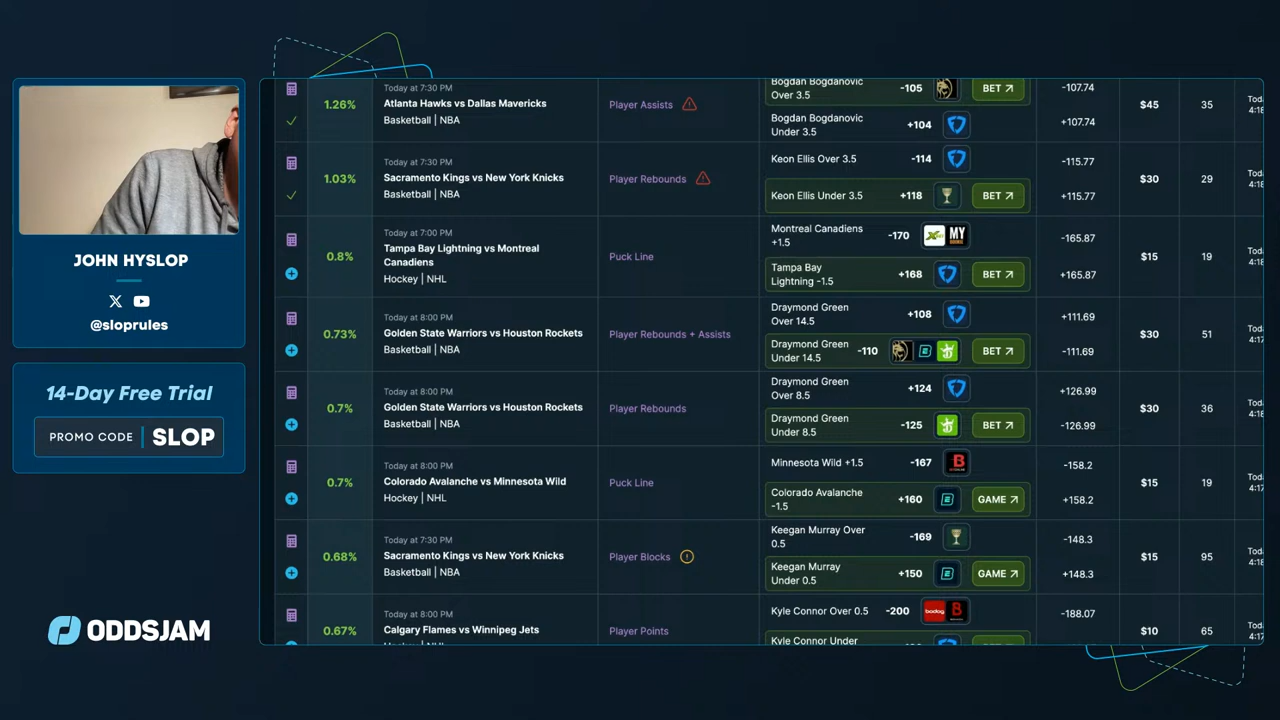 JOHN HYSLOP
@sloprules
14-Day Free Trial
PROMO CODE | SLOP
ODDSJAM
1.26%
Today at 7:30 PM
Atlanta Hawks vs Dallas Mavericks
Basketball | NBA
Player Assists
Bogdan Bogdanovic
Over 3.5
-105
BET
Bogdan Bogdanovic
Under 3.5
+104
-107.74
+107.74
$45
35
1.03%
Today at 7:30 PM
Sacramento Kings vs New York Knicks
Basketball | NBA
Player Rebounds
Keon Ellis Over 3.5
-114
Keon Ellis Under 3.5
+118
BET
-115.77
+115.77
$30
29
0.8%
Today at 7:00 PM
Tampa Bay Lightning vs Montreal
Canadiens
Hockey | NHL
Puck Line
Montreal Canadiens
+1.5
-170
MY
Tampa Bay
Lightning -1.5
+168
BET
-165.87
+165.87
$15
19
0.73%
Today at 8:00 PM
Golden State Warriors vs Houston Rockets
Basketball | NBA
Player Rebounds + Assists
Draymond Green
Over 14.5
+108
Draymond Green
Under 14.5
-110
BET
+111.69
-111.69
$30
51
0.7%
Today at 8:00 PM
Golden State Warriors vs Houston Rockets
Basketball | NBA
Player Rebounds
Draymond Green
Over 8.5
+124
Draymond Green
Under 8.5
-125
BET
+126.99
-126.99
$30
36
0.7%
Today at 8:00 PM
Colorado Avalanche vs Minnesota Wild
Hockey | NHL
Puck Line
Minnesota Wild +1.5
-167
B
Colorado Avalanche
-1.5
+160
GAME
-158.2
+158.2
$15
19
0.68%
Today at 7:30 PM
Sacramento Kings vs New York Knicks
Basketball | NBA
Player Blocks
Keegan Murray Over
0.5
-169
Keegan Murray
Under 0.5
+150
GAME
-148.3
+148.3
$15
95
0.67%
Today at 8:00 PM
Calgary Flames vs Winnipeg Jets
Player Points
Kyle Connor Over 0.5
-200
bodog
B
Kyle Connor Under
-188.07
$10
65